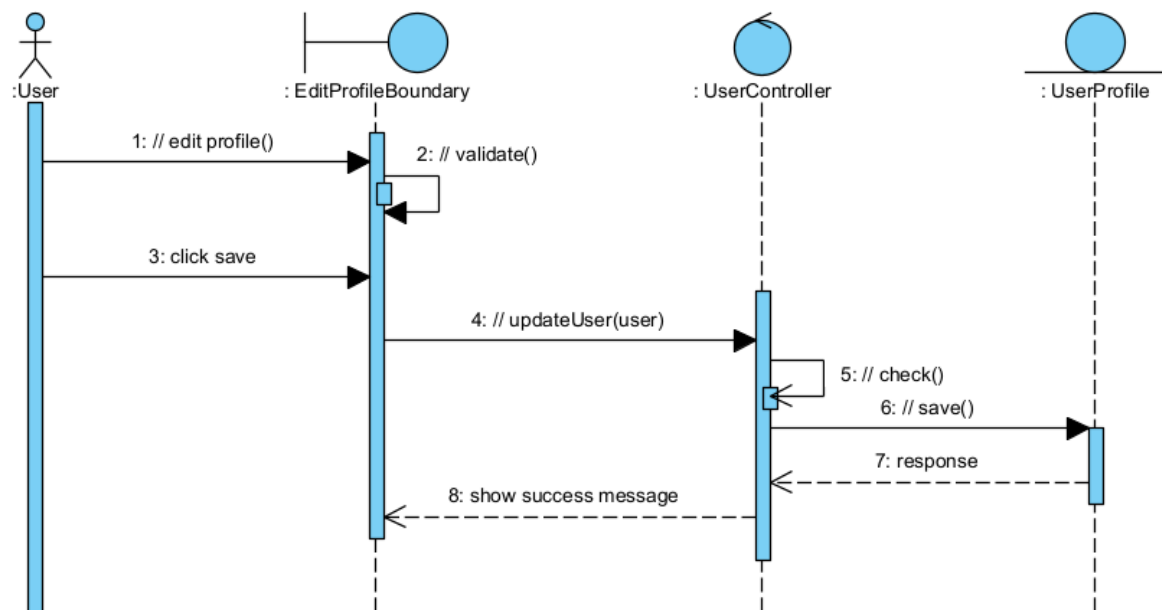 :User
: EditProfileBoundary
: UserController
: UserProfile
1: // edit profile()
2: // validate()
3: click save
4: // updateUser(user)
5: // check()
6: // save()
7: response
8: show success message